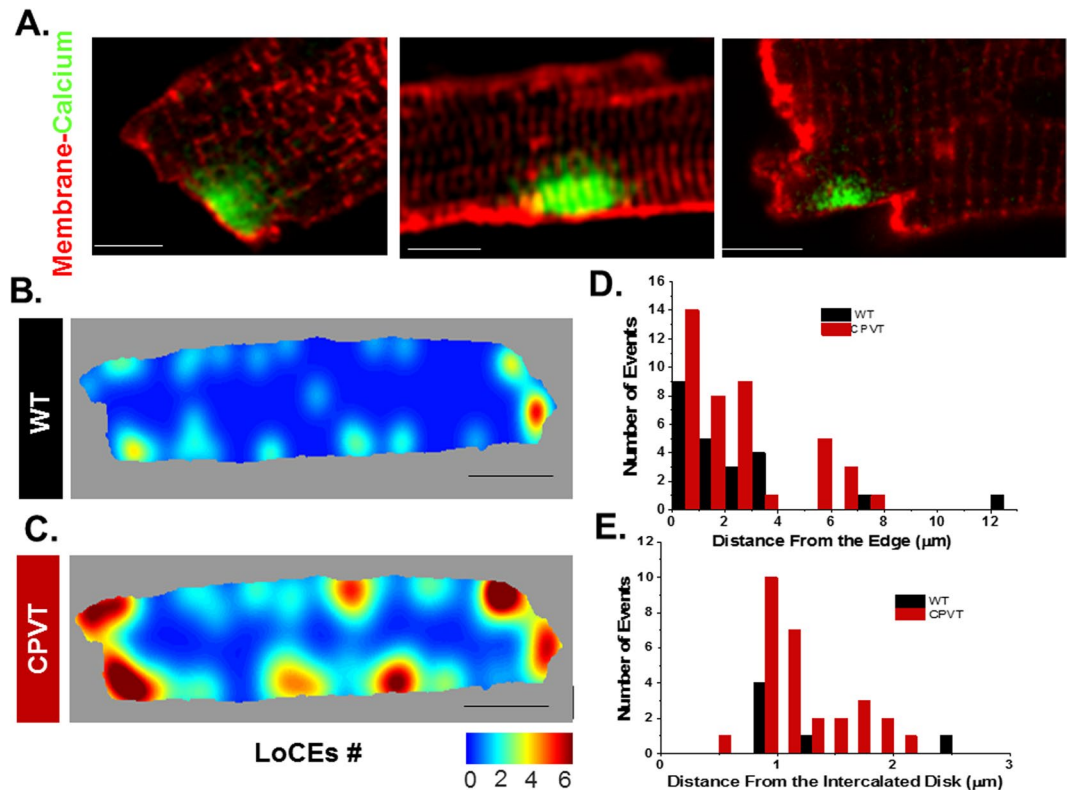 A.
Membrane-Calcium
B.
WT
C.
CPVT
LoCEs #
0 2 4 6
D.
Number of Events
16
14
12
10
8
6
4
2
0
WT
CPVT
0 2 4 6 8 10 12
Distance From the Edge (µm)
E.
Number of Events
12
10
8
6
4
2
0
WT
CPVT
1 2 3
Distance From the Intercalated Disk (µm)